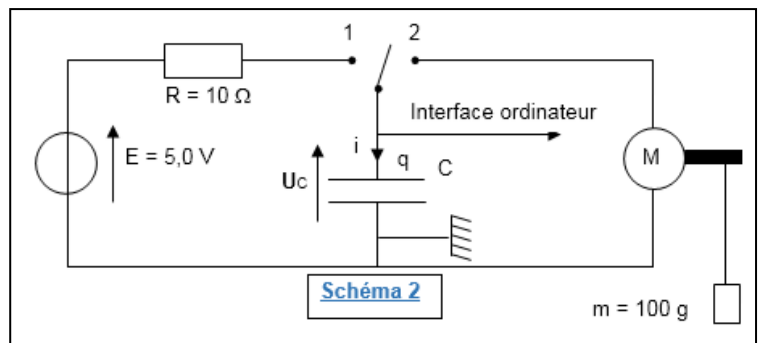 1 2
R = 10 Ω
Interface ordinateur
E = 5,0 V
i
q
C
Uc
M
Schéma 2
m = 100 g